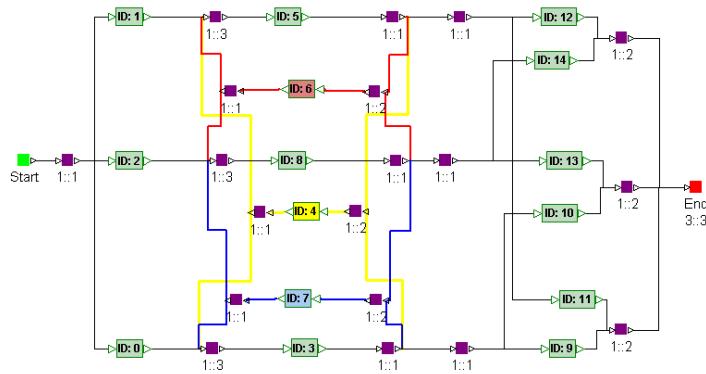 ID: 1
ID: 5
ID: 12
1::3
1::1
1::1
1::2
ID: 14
ID: 6
1::1
1::2
ID: 2
ID: 8
ID: 13
Start
1::1
1::3
1::1
1::1
1::2
End
3::3
ID: 4
ID: 10
1::1
1::2
ID: 7
ID: 11
1::1
1::2
ID: 0
ID: 3
ID: 9
1::3
1::1
1::1
1::2